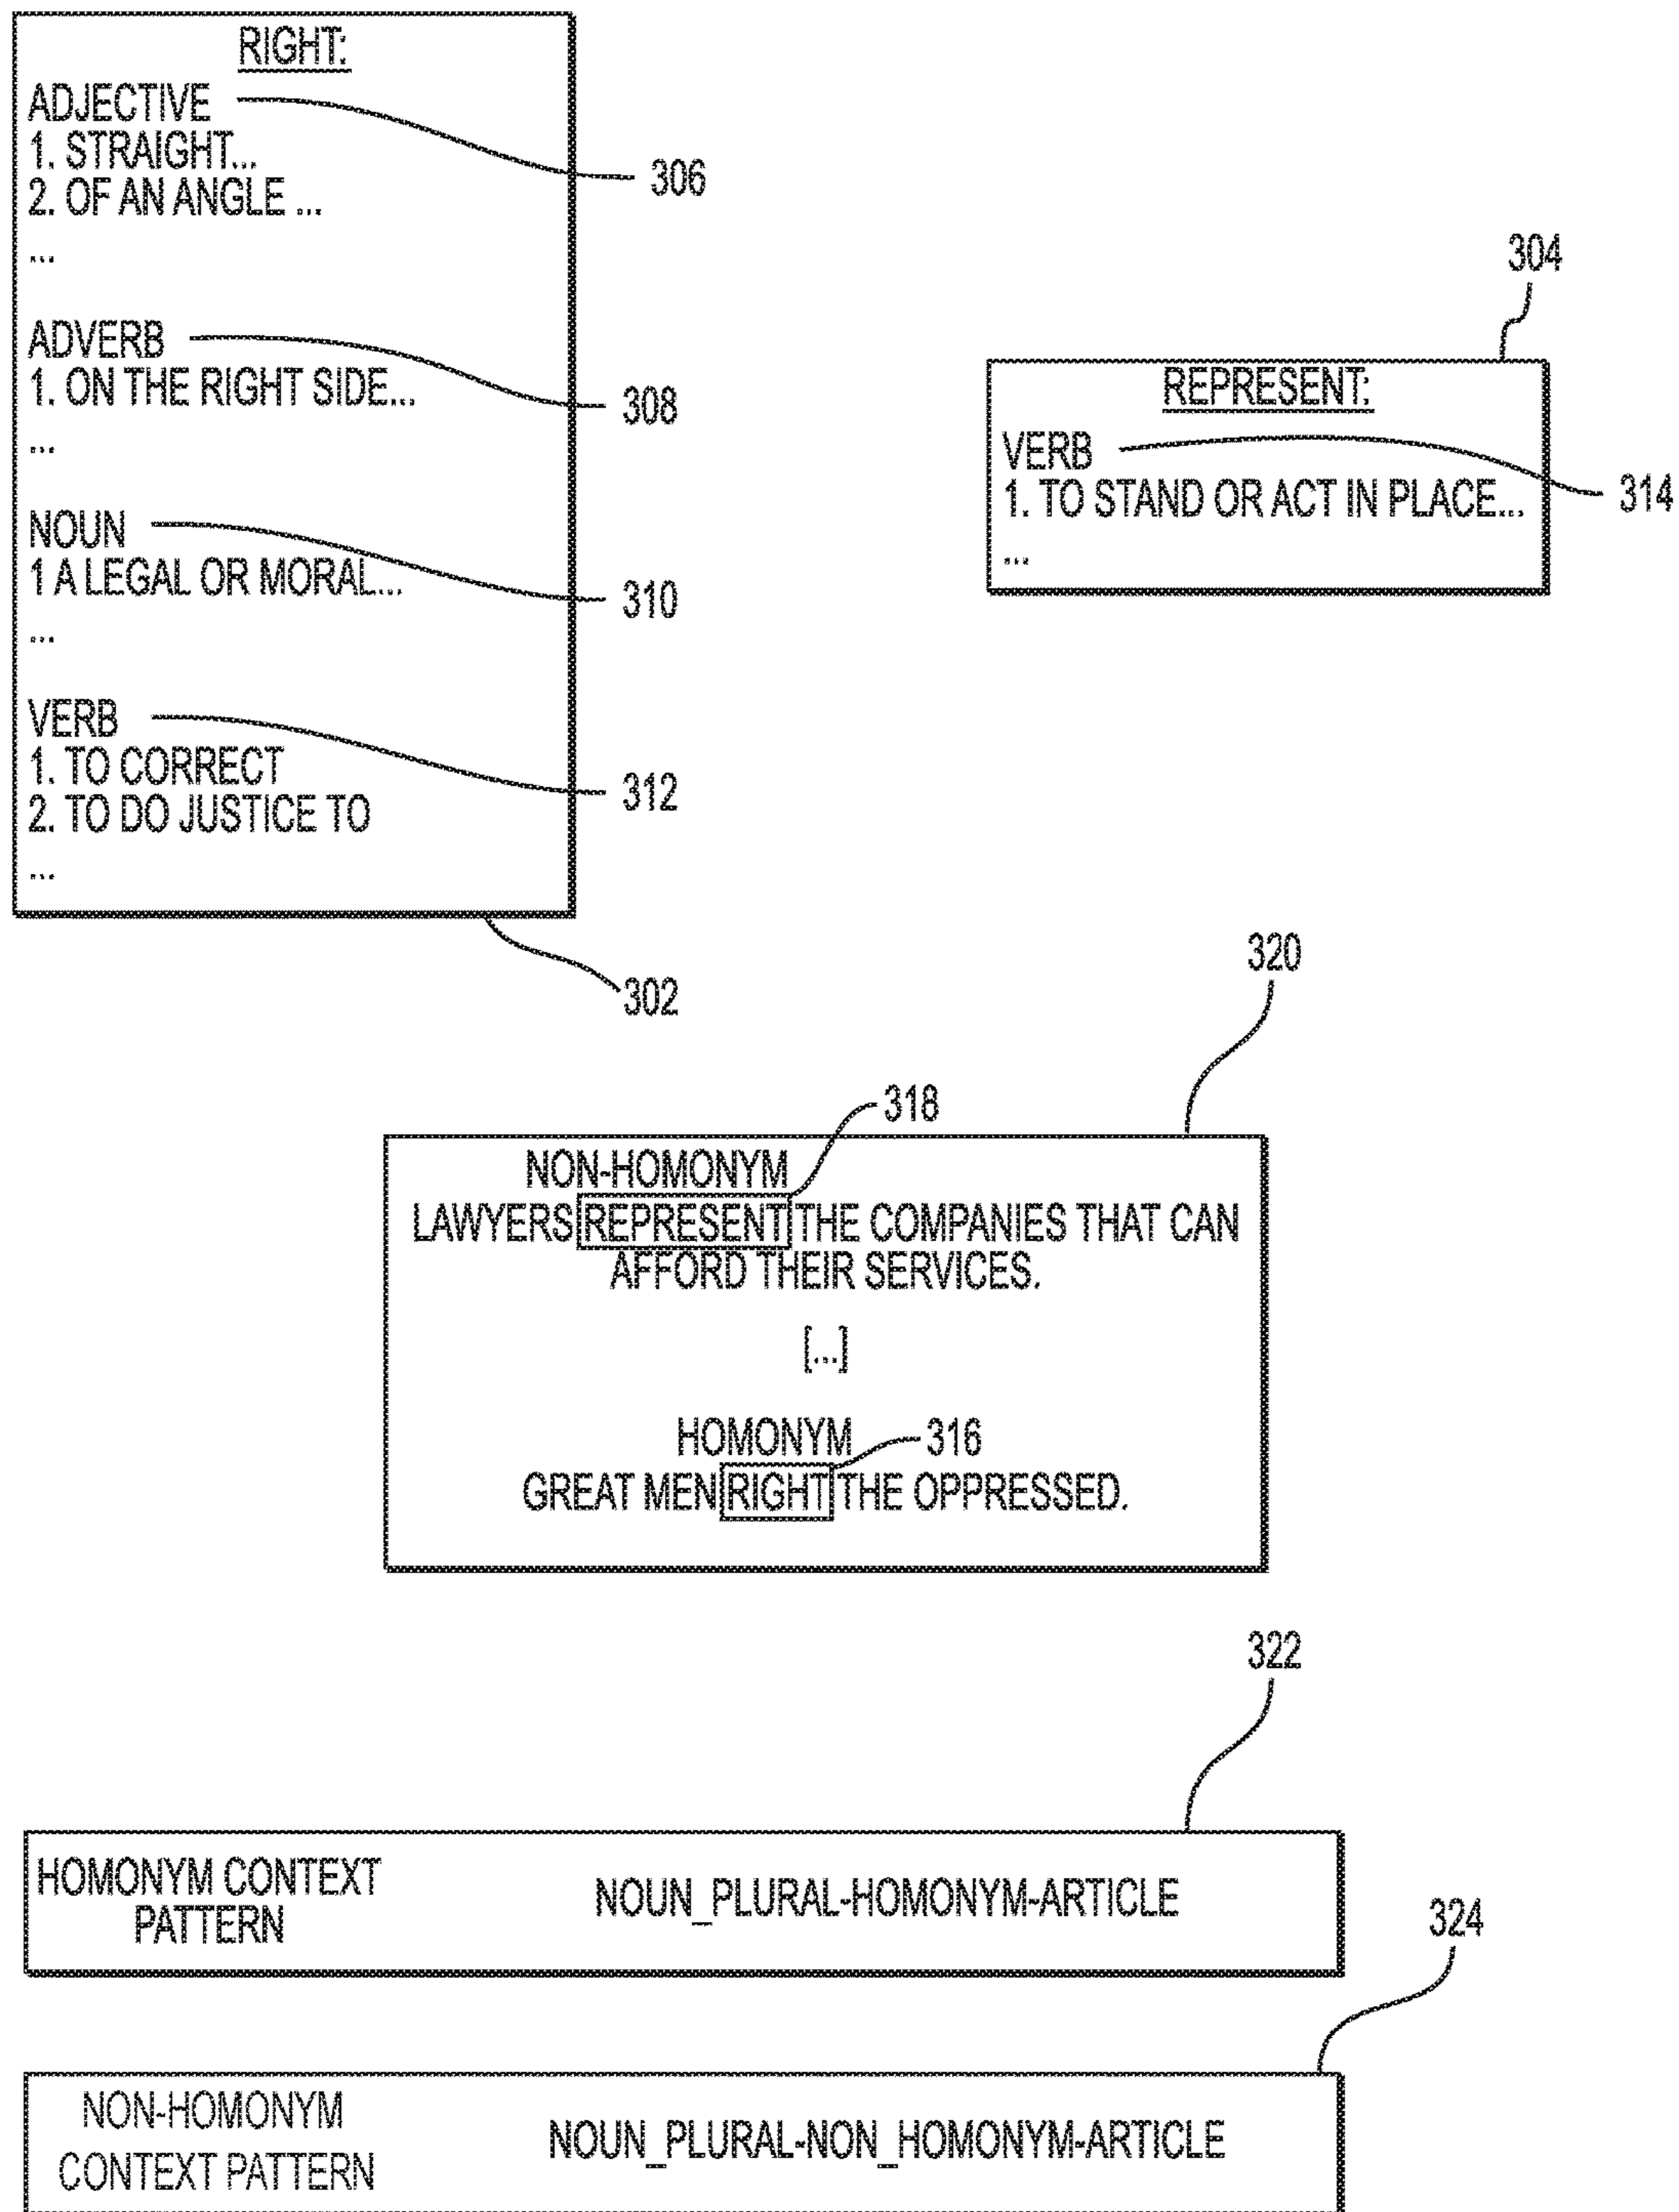 RIGHT:
ADJECTIVE
1. STRAIGHT...
2. OF AN ANGLE ...
...
306
ADVERB
1. ON THE RIGHT SIDE...
...
308
NOUN
1 A LEGAL OR MORAL...
...
310
VERB
1. TO CORRECT
2. TO DO JUSTICE TO
...
312
302
304
REPRESENT:
VERB
1. TO STAND OR ACT IN PLACE...
...
314
320
318
NON-HOMONYM
LAWYERS REPRESENT THE COMPANIES THAT CAN
AFFORD THEIR SERVICES.
[...]
HOMONYM
316
GREAT MEN RIGHT THE OPPRESSED.
322
HOMONYM CONTEXT
PATTERN
NOUN_PLURAL-HOMONYM-ARTICLE
324
NON-HOMONYM
CONTEXT PATTERN
NOUN_PLURAL-NON_HOMONYM-ARTICLE